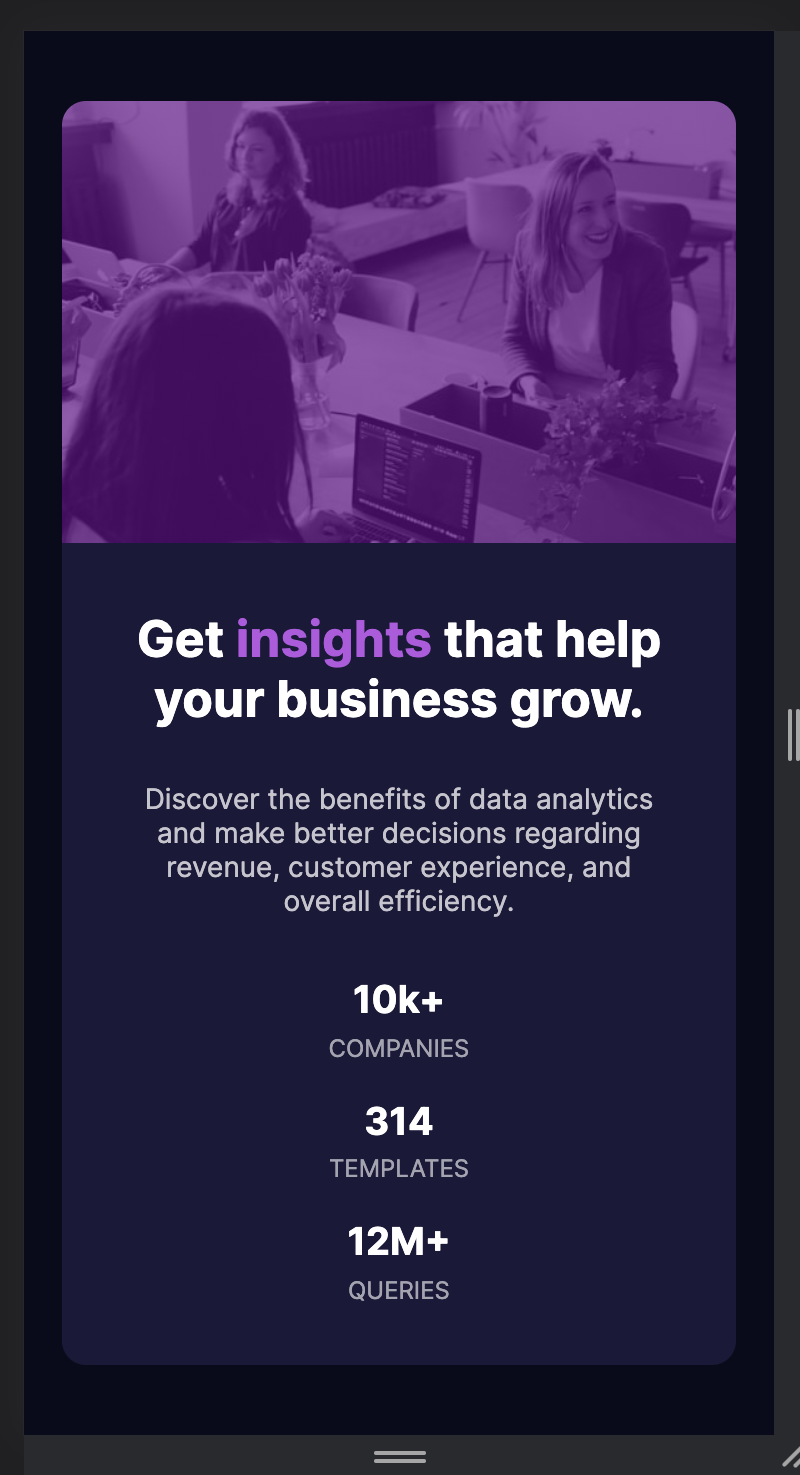 Get insights that help
your business grow.
Discover the benefits of data analytics
and make better decisions regarding
revenue, customer experience, and
overall efficiency.
10k+
COMPANIES
314
TEMPLATES
12M+
QUERIES